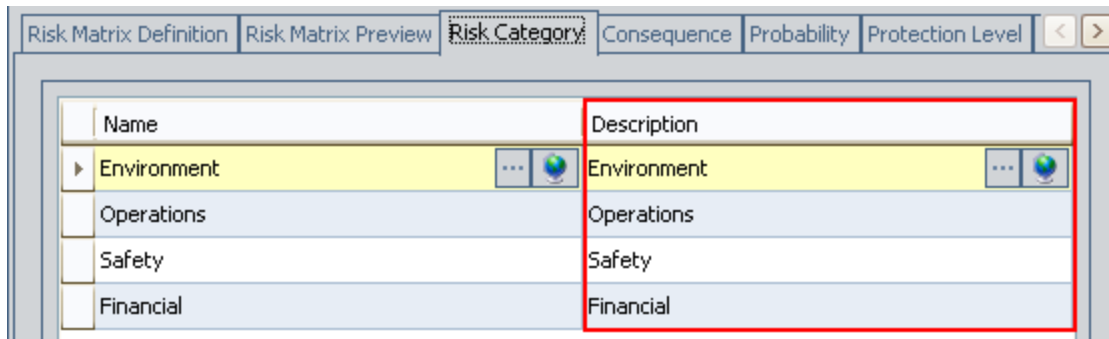 Risk Matrix Definition Risk Matrix Preview Risk Category Consequence Probability Protection Level
Name Description
Environment ... Environment ...
Operations Operations
Safety Safety
Financial Financial